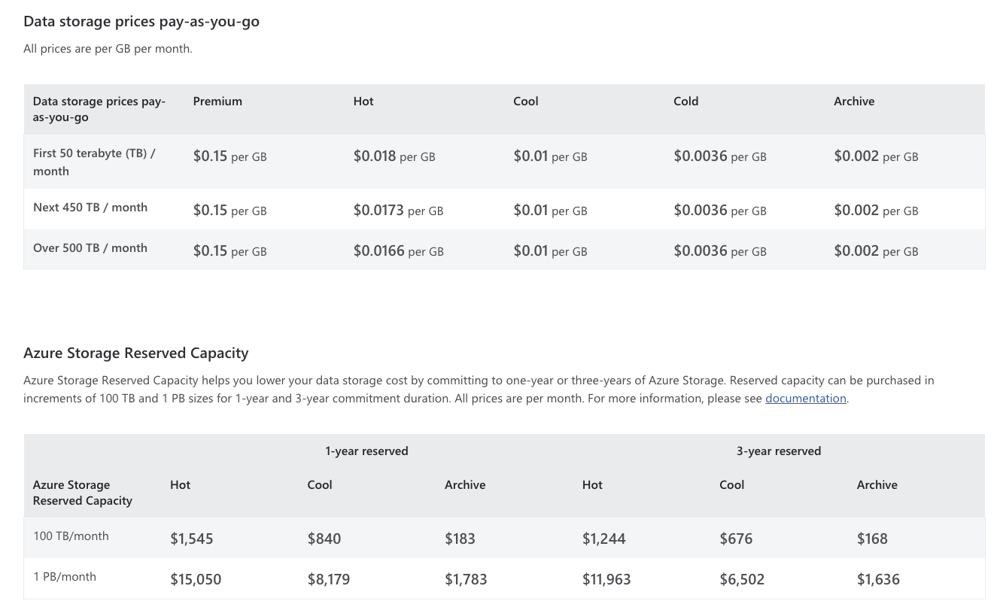 Data storage prices pay-as-you-go
All prices are per GB per month.
Data storage prices pay-
as-you-go
Premium
Hot
Cool
Cold
Archive
First 50 terabyte (TB) /
month
$0.15 per GB
$0.018 per GB
$0.01 per GB
$0.0036 per GB
$0.002 per GB
Next 450 TB / month
$0.15 per GB
$0.0173 per GB
$0.01 per GB
$0.0036 per GB
$0.002 per GB
Over 500 TB / month
$0.15 per GB
$0.0166 per GB
$0.01 per GB
$0.0036 per GB
$0.002 per GB
Azure Storage Reserved Capacity
Azure Storage Reserved Capacity helps you lower your data storage cost by committing to one-year or three-years of Azure Storage. Reserved capacity can be purchased in
increments of 100 TB and 1 PB sizes for 1-year and 3-year commitment duration. All prices are per month. For more information, please see documentation.
1-year reserved
3-year reserved
Azure Storage
Reserved Capacity
Hot
Cool
Archive
Hot
Cool
Archive
100 TB/month
$1,545
$840
$183
$1,244
$676
$168
1 PB/month
$15,050
$8,179
$1,783
$11,963
$6,502
$1,636